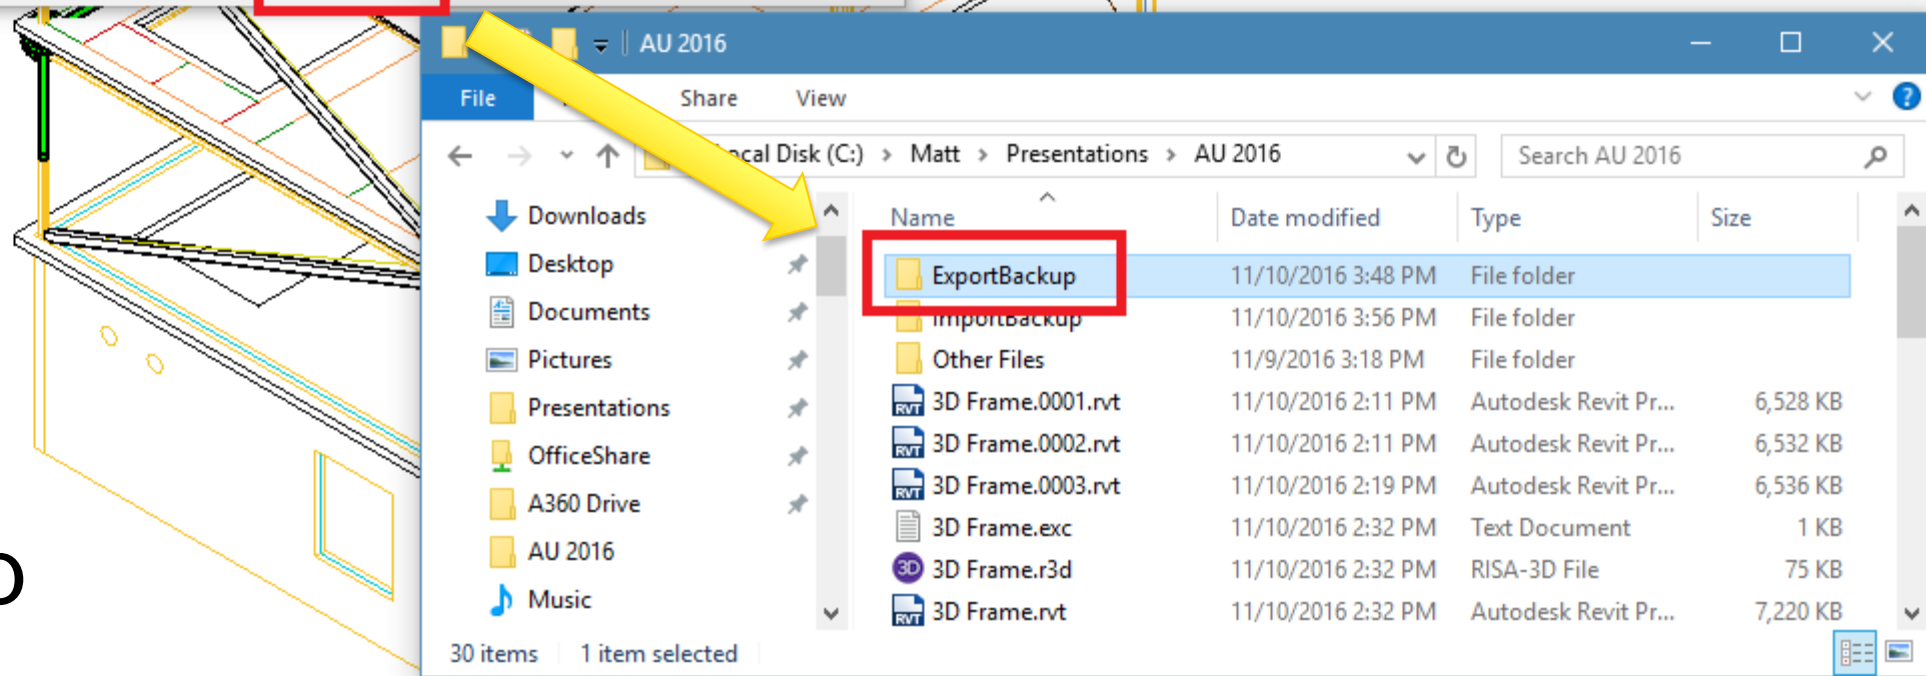 AU 2016
File Share View
Local Disk (C:) > Matt > Presentations > AU 2016 Search AU 2016
Downloads
Desktop
Documents
Pictures
Presentations
OfficeShare
A360 Drive
AU 2016
Music
Name Date modified Type Size
ExportBackup 11/10/2016 3:48 PM File folder
ImportBackup 11/10/2016 3:56 PM File folder
Other Files 11/9/2016 3:18 PM File folder
RVT 3D Frame.0001.rvt 11/10/2016 2:11 PM Autodesk Revit Pr... 6,528 KB
RVT 3D Frame.0002.rvt 11/10/2016 2:11 PM Autodesk Revit Pr... 6,532 KB
RVT 3D Frame.0003.rvt 11/10/2016 2:19 PM Autodesk Revit Pr... 6,536 KB
3D Frame.exc 11/10/2016 2:32 PM Text Document 1 KB
3D 3D Frame.r3d 11/10/2016 2:32 PM RISA-3D File 75 KB
RVT 3D Frame.rvt 11/10/2016 2:32 PM Autodesk Revit Pr... 7,220 KB
30 items 1 item selected